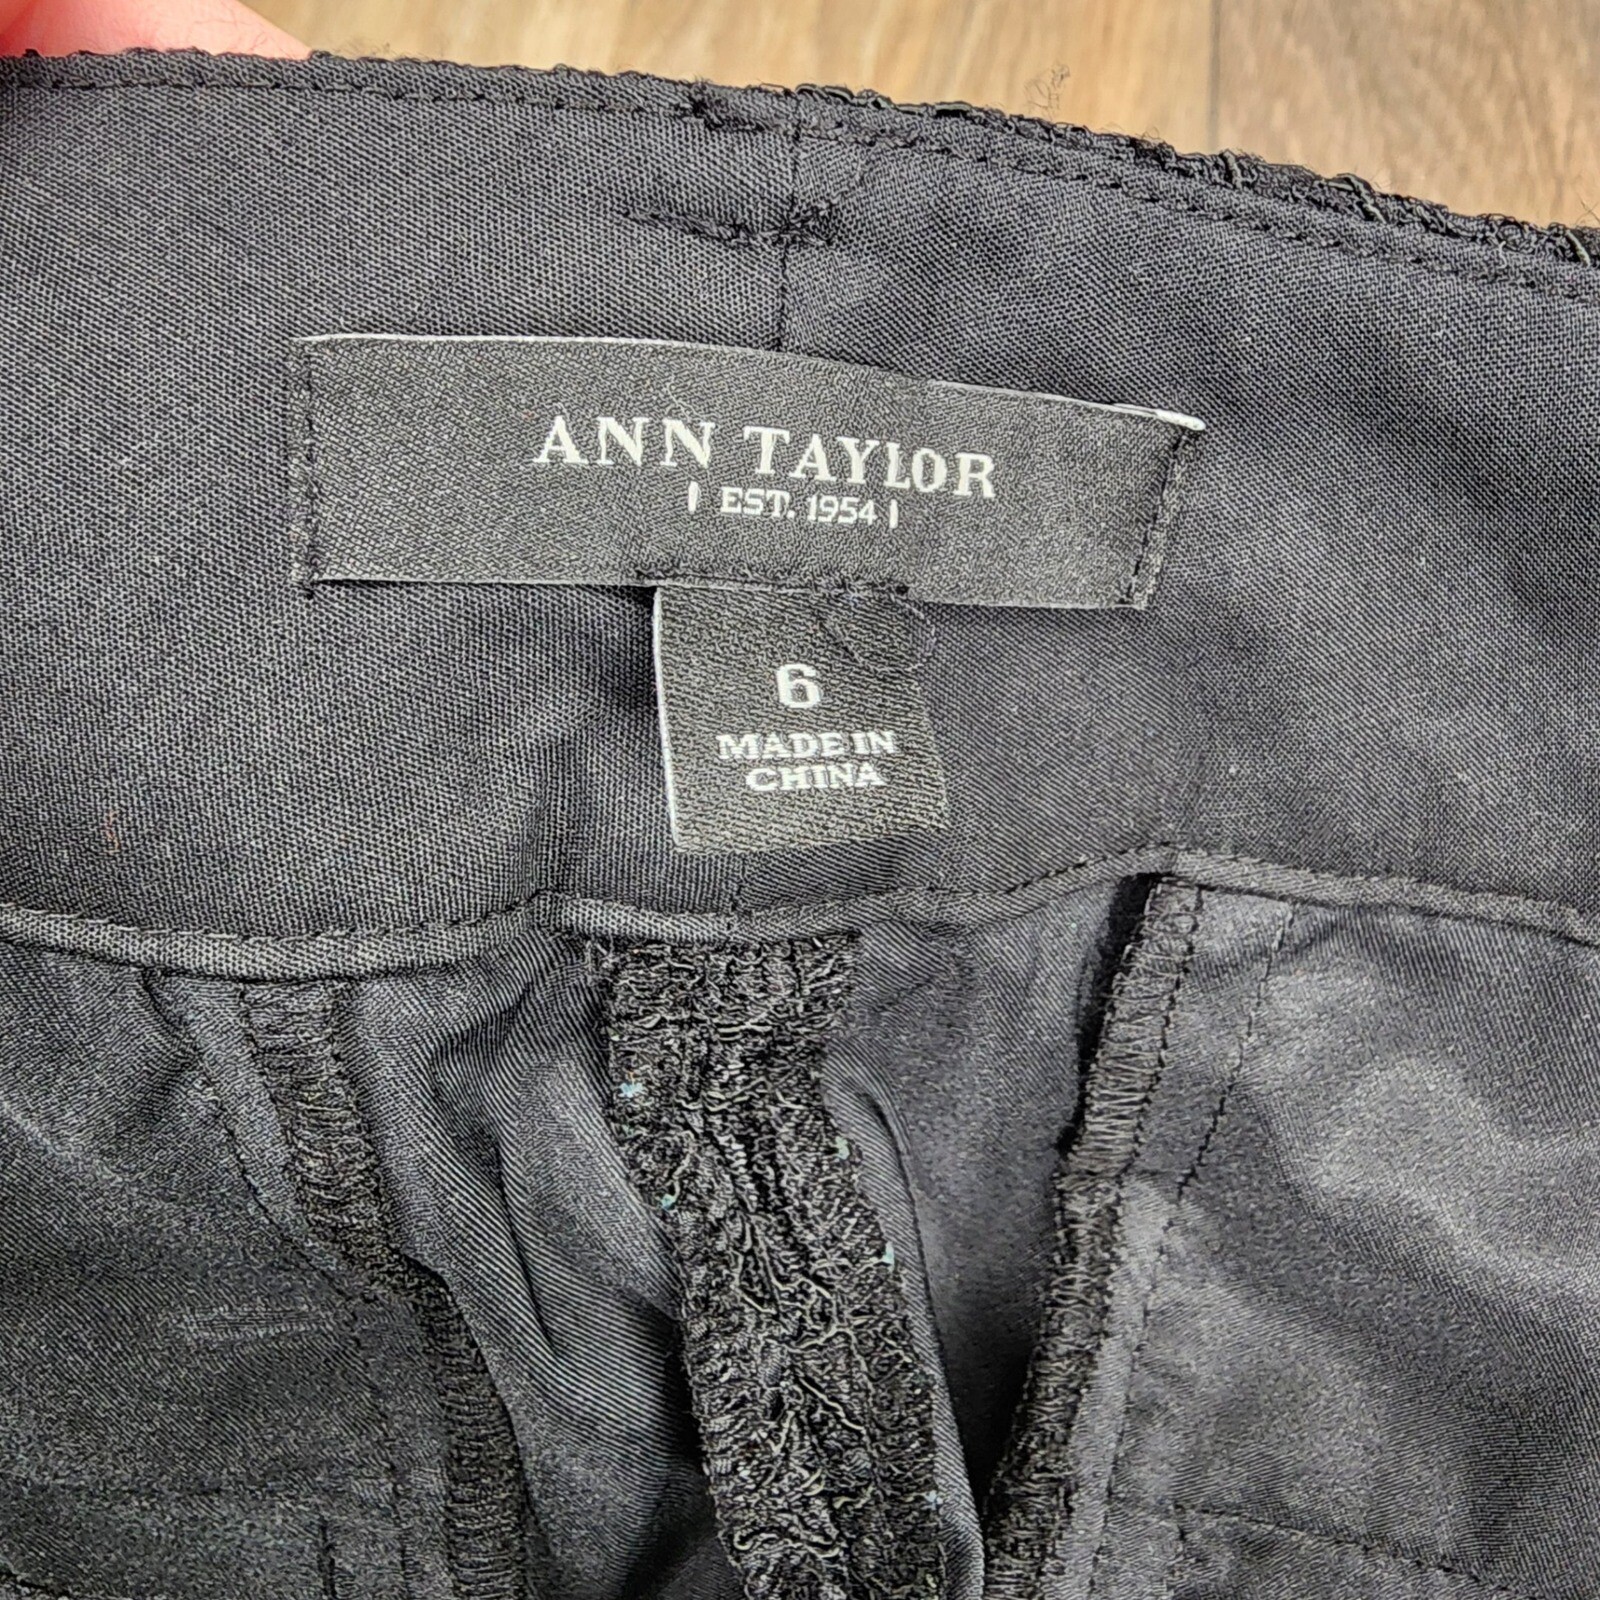 ANN TAYLOR
EST. 1954
6
MADE IN
CHINA